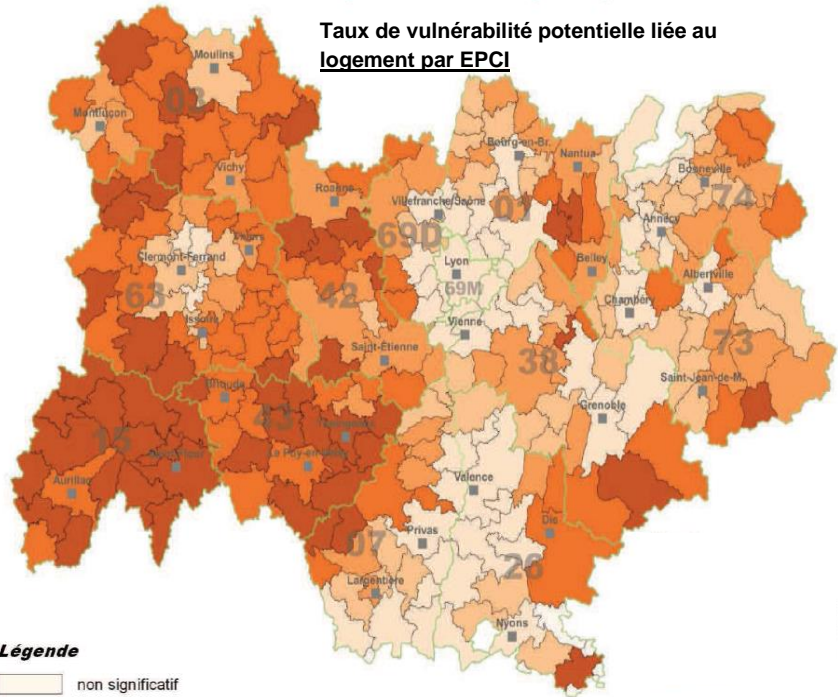 Taux de vulnérabilité potentielle liée au
logement par EPCI
Moulins
03
Montluçon
Vichy
Roanne
Bourg-en-Br.
Nantua
Bonneville
74
Villefranche/Saône
01
Annecy
69D
Clermont-Ferrand
Lyon
69M
Belley
Albertville
Chambéry
63
42
Vienne
Issoire
Saint-Étienne
38
73
Saint-Jean-de-M.
Brioude
43
Grenoble
15
Le Puy-en-Velay
Aurillac
Valence
Die
Privas
07
26
Largentière
Nyons
Légende
non significatif